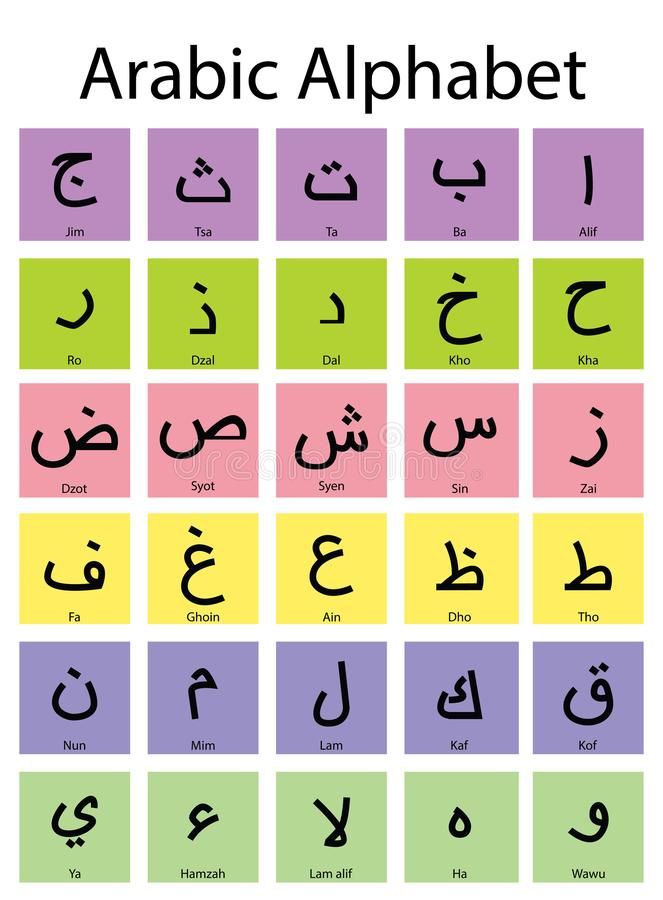 Arabic Alphabet
ا ب ت ث ج
Alif Ba Ta Tsa Jim
ح خ د ذ ر
Kha Kho Dal Dzal Ro
ز س ش ص ض
Zai Sin Syen Syot Dzot
ط ظ ع غ ف
Tho Dho Ain Ghoin Fa
ق ك ل م ن
Kof Kaf Lam Mim Nun
و ه لا ء ي
Wawu Ha Lam alif Hamzah Ya
dreamstime